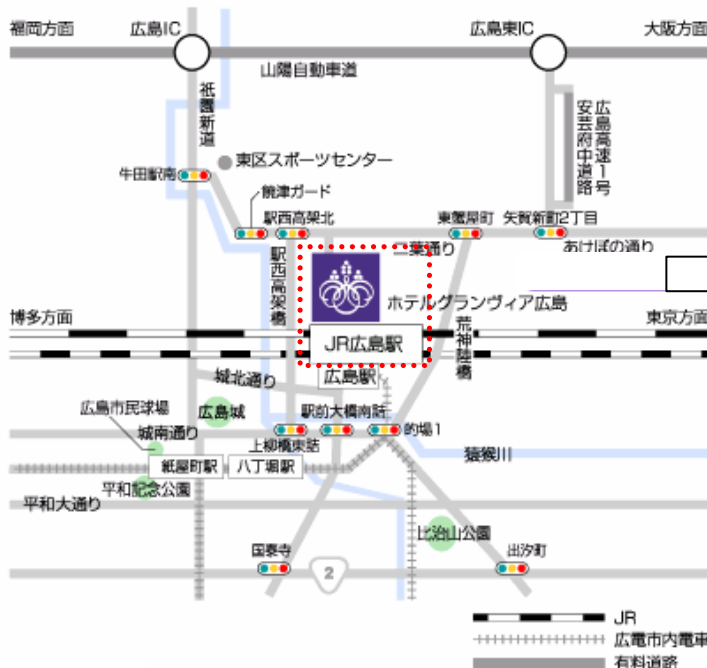 福岡方面
広島IC
広島東IC
大阪方面
山陽自動車道
祇園新道
広島高速1号
安芸府中道路
東区スポーツセンター
牛田駅南
饒津ガード
駅西高架北
東蟹屋町
矢賀新町2丁目
二葉通り
あけぼの通り
駅西高架橋
ホテルグランヴィア広島
博多方面
東京方面
JR広島駅
荒神陸橋
城北通り
広島駅
広島市民球場
広島城
駅前大橋南詰
的場1
城南通り
上柳橋東詰
猿猴川
紙屋町駅
八丁堀駅
平和記念公園
平和大通り
比治山公園
国泰寺
出汐町
2
JR
広電市内電車
有料道路